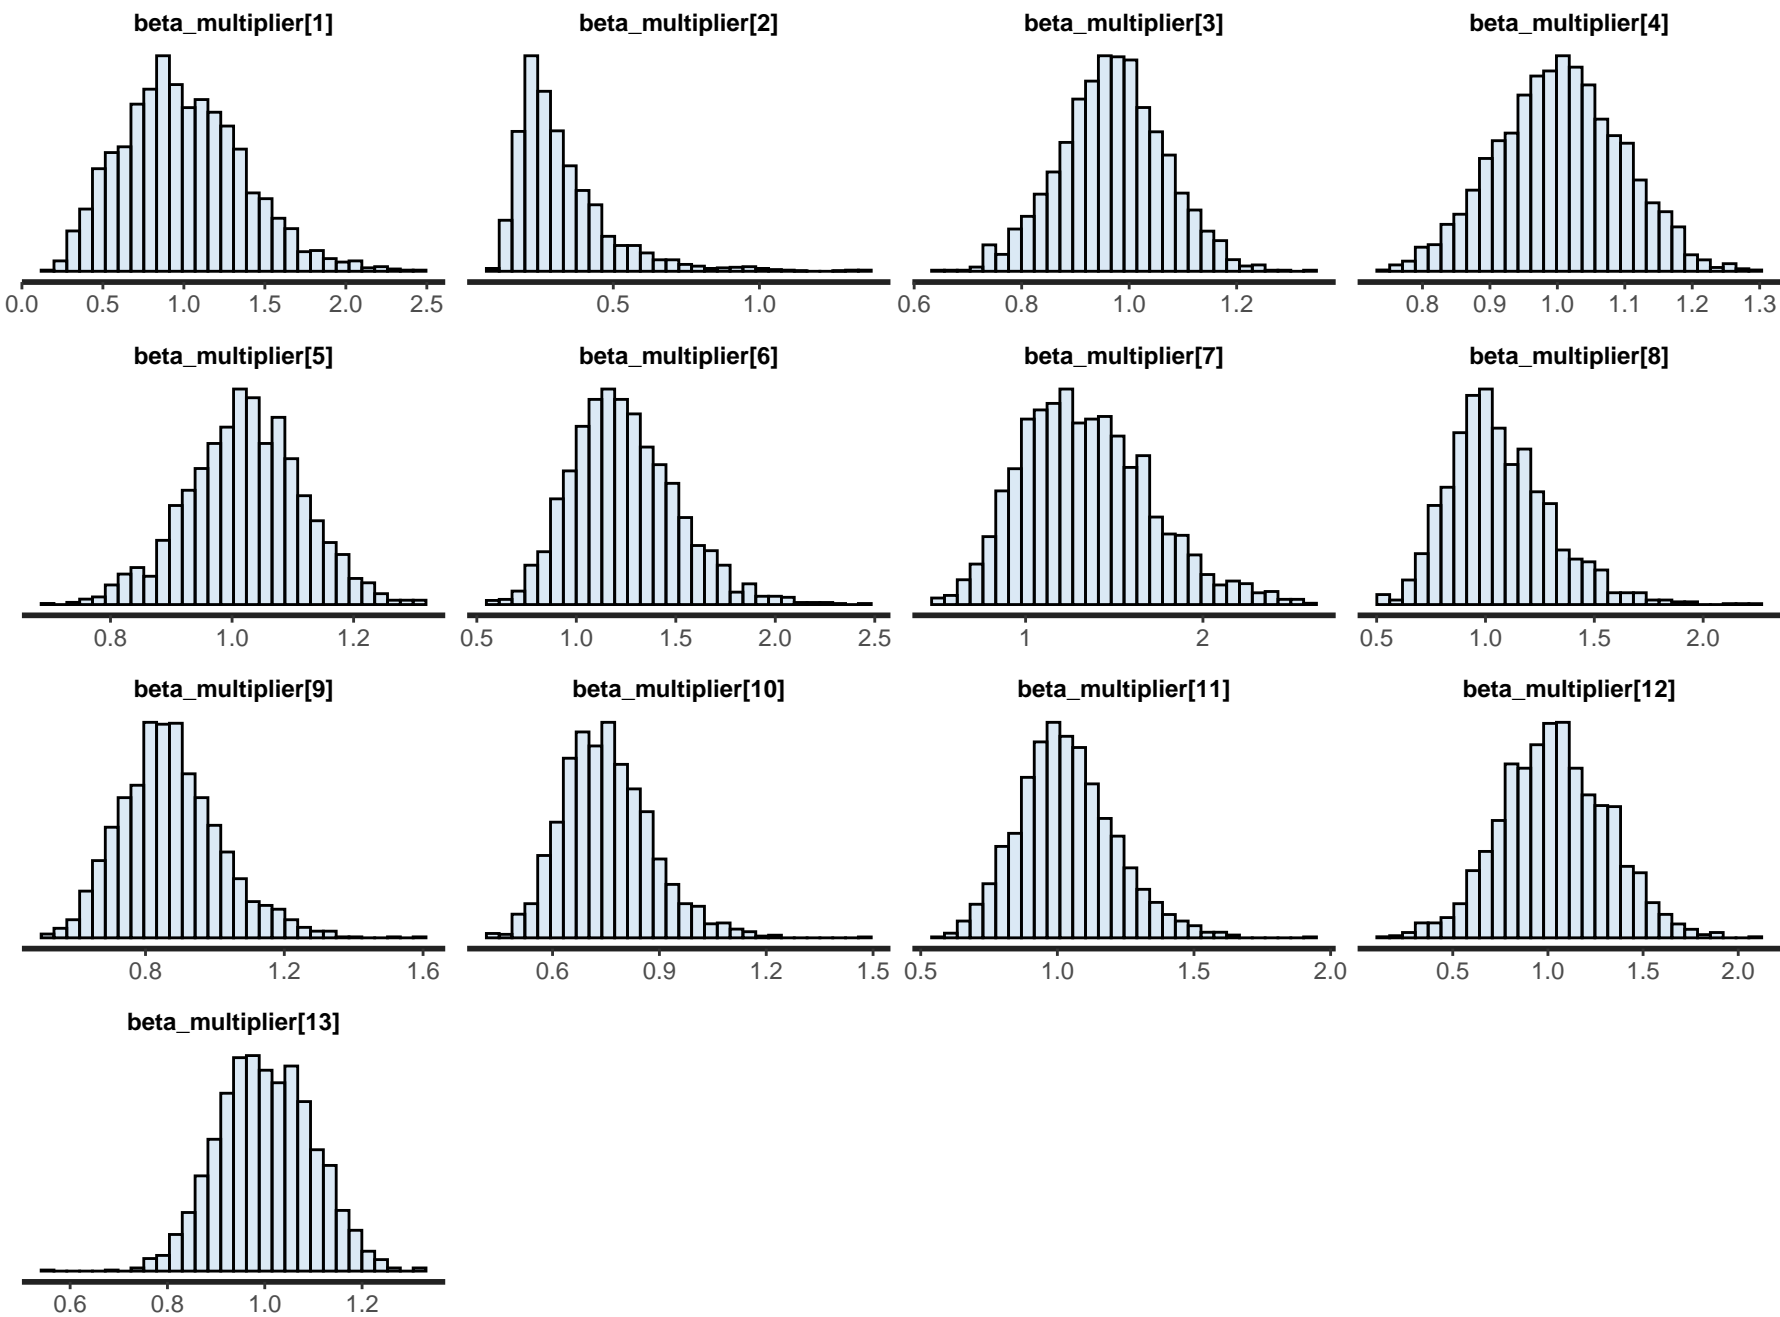 beta_multiplier[1] beta_multiplier[2] beta_multiplier[3] beta_multiplier[4]
0.0 0.5 1.0 1.5 2.0 2.5 0.5 1.0 0.6 0.8 1.0 1.2 0.8 0.9 1.0 1.1 1.2 1.3
beta_multiplier[5] beta_multiplier[6] beta_multiplier[7] beta_multiplier[8]
0.8 1.0 1.2 0.5 1.0 1.5 2.0 2.5 1 2 0.5 1.0 1.5 2.0
beta_multiplier[9] beta_multiplier[10] beta_multiplier[11] beta_multiplier[12]
0.8 1.2 1.6 0.6 0.9 1.2 1.5 0.5 1.0 1.5 2.0 0.5 1.0 1.5 2.0
beta_multiplier[13]
0.6 0.8 1.0 1.2